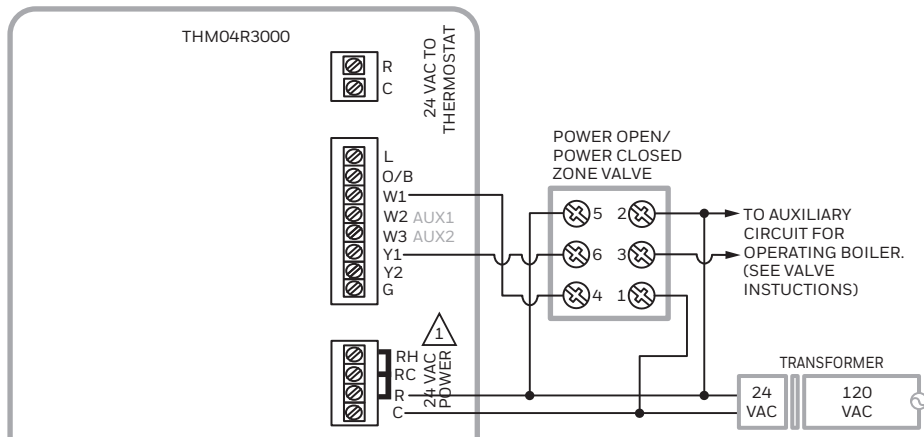 THM04R3000
R
C
24 VAC TO
THERMOSTAT
L
O/B
W1
W2 AUX1
W3 AUX2
Y1
Y2
G
1
RH
RC
R
C
24 VAC
POWER
POWER OPEN/
POWER CLOSED
ZONE VALVE
5 2
6 3
4 1
TO AUXILIARY
CIRCUIT FOR
OPERATING BOILER.
(SEE VALVE
INSTUCTIONS)
TRANSFORMER
24
VAC
120
VAC